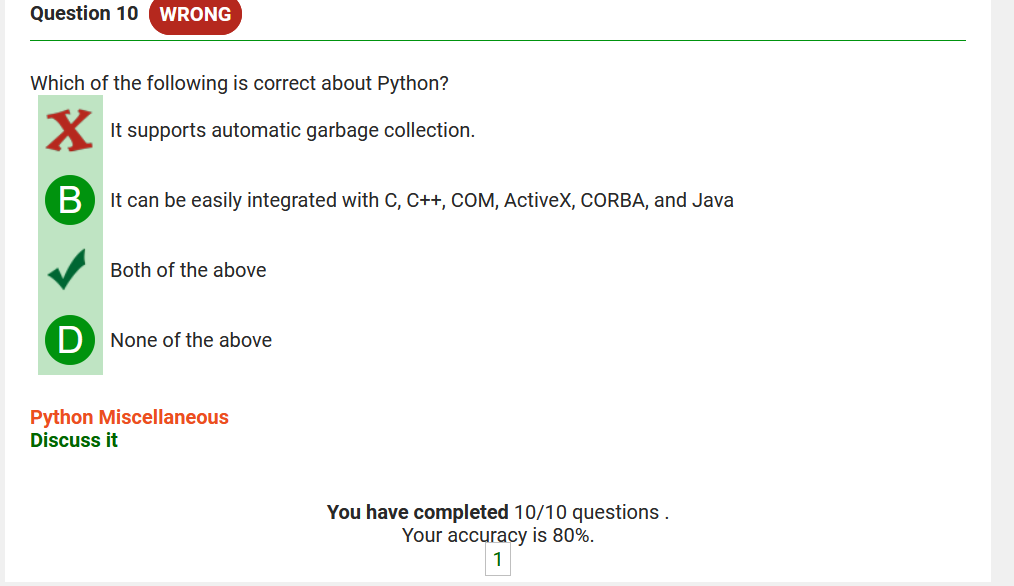 Question 10 WRONG
Which of the following is correct about Python?
X It supports automatic garbage collection.
B It can be easily integrated with C, C++, COM, ActiveX, CORBA, and Java
Both of the above
D None of the above
Python Miscellaneous
Discuss it
You have completed 10/10 questions .
Your accuracy is 80%.
1